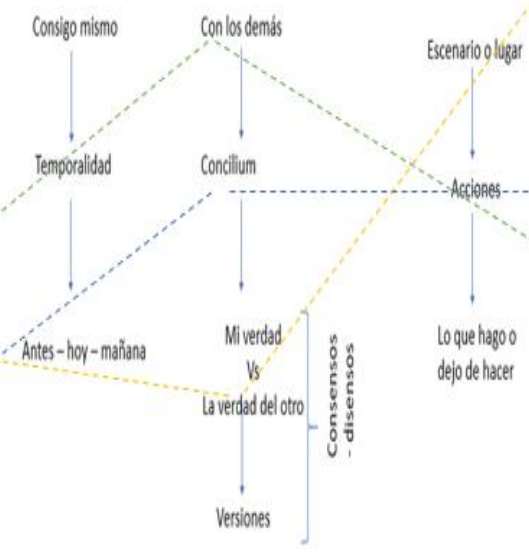 Consigo mismo
Con los demás
Escenario o lugar
Temporalidad
Concilium
Acciones
Antes – hoy – mañana
Mi verdad
Vs
La verdad del otro
Consensos
- disensos
Lo que hago o
dejo de hacer
Versiones